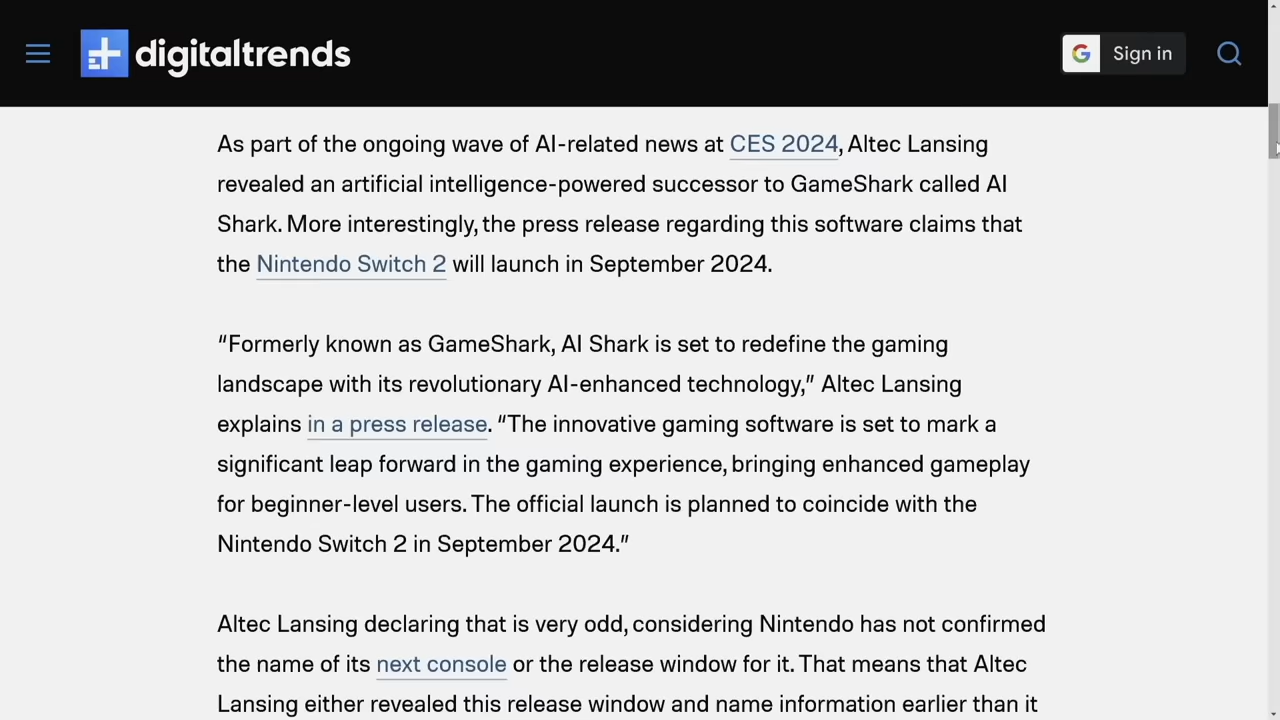 digitaltrends
Sign in
As part of the ongoing wave of AI-related news at CES 2024, Altec Lansing
revealed an artificial intelligence-powered successor to GameShark called AI
Shark. More interestingly, the press release regarding this software claims that
the Nintendo Switch 2 will launch in September 2024.
“Formerly known as GameShark, AI Shark is set to redefine the gaming
landscape with its revolutionary AI-enhanced technology,” Altec Lansing
explains in a press release. “The innovative gaming software is set to mark a
significant leap forward in the gaming experience, bringing enhanced gameplay
for beginner-level users. The official launch is planned to coincide with the
Nintendo Switch 2 in September 2024.”
Altec Lansing declaring that is very odd, considering Nintendo has not confirmed
the name of its next console or the release window for it. That means that Altec
Lansing either revealed this release window and name information earlier than it